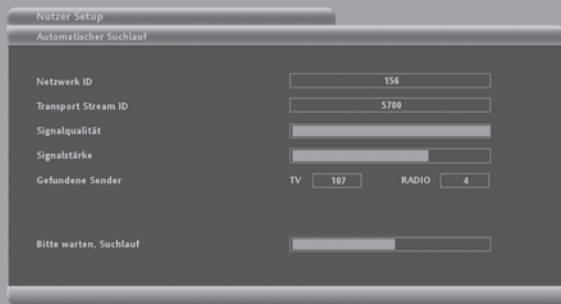 Nutzer Setup
Automatischer Suchlauf
Netzwerk ID 156
Transport Stream ID 5700
Signalqualität
Signalstärke
Gefundene Sender TV 107 RADIO 4
Bitte warten, Suchlauf